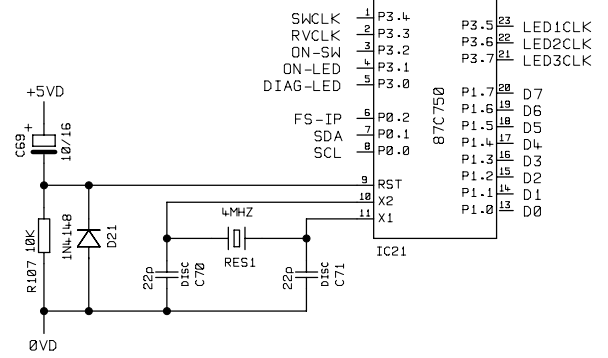 SWCLK 1 P3.4
RVCLK 2 P3.3
ON-SW 3 P3.2
ON-LED 4 P3.1
DIAG-LED 5 P3.0
FS-IP 6 P0.2
SDA 7 P0.1
SCL 8 P0.0
9 RST
10 X2
11 X1
87C750
IC21
P3.5 23 LED1CLK
P3.6 22 LED2CLK
P3.7 21 LED3CLK
P1.7 20 D7
P1.6 19 D6
P1.5 18 D5
P1.4 17 D4
P1.3 16 D3
P1.2 15 D2
P1.1 14 D1
P1.0 13 D0
+5VD
+
C69
10/16
R107 10K
1N4148
D21
4MHZ
RES1
22p
DISC
C70
22p
DISC
C71
0VD